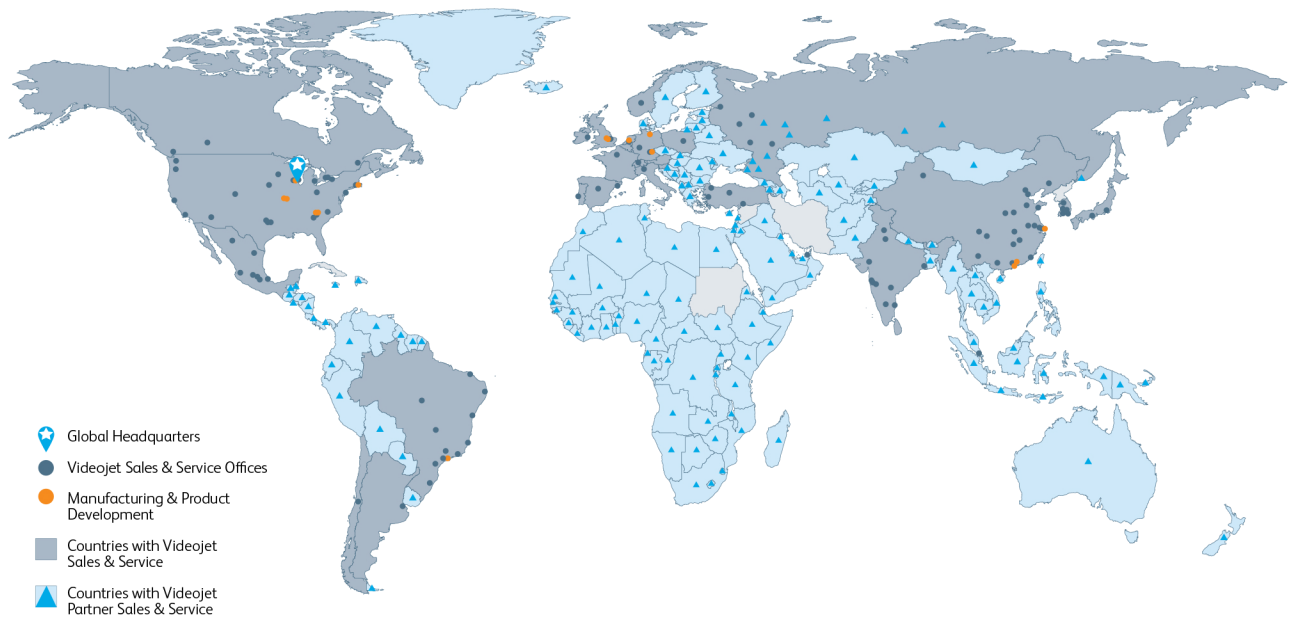 Global Headquarters
Videojet Sales & Service Offices
Manufacturing & Product
Development
Countries with Videojet
Sales & Service
Countries with Videojet
Partner Sales & Service